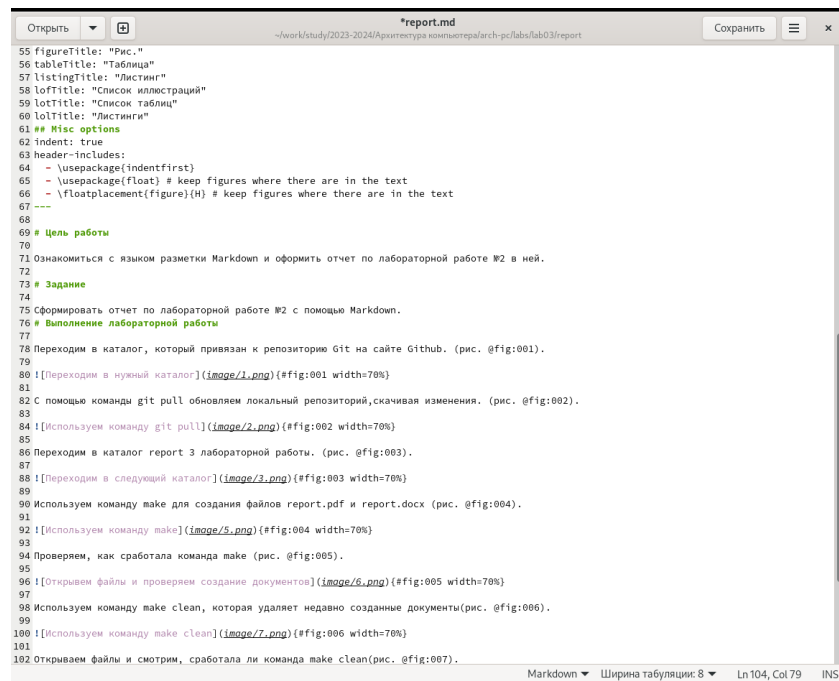 Открыть
*report.md
~/work/study/2023-2024/Архитектура компьютера/arch-pc/labs/lab03/report
Сохранить
55 figureTitle: "Рис."
56 tableTitle: "Таблица"
57 listingTitle: "Листинг"
58 lofTitle: "Список иллюстраций"
59 lotTitle: "Список таблиц"
60 lolTitle: "Листинги"
61 ## Misc options
62 indent: true
63 header-includes:
64   - \usepackage{indentfirst}
65   - \usepackage{float} # keep figures where there are in the text
66   - \floatplacement{figure}{H} # keep figures where there are in the text
67 ---
68
69 # Цель работы
70
71 Ознакомиться с языком разметки Markdown и оформить отчет по лабораторной работе №2 в ней.
72
73 # Задание
74
75 Сформировать отчет по лабораторной работе №2 с помощью Markdown.
76 # Выполнение лабораторной работы
77
78 Переходим в каталог, который привязан к репозиторию Git на сайте Github. (рис. @fig:001).
79
80 ![Переходим в нужный каталог](image/1.png){#fig:001 width=70%}
81
82 С помощью команды git pull обновляем локальный репозиторий,скачивая изменения. (рис. @fig:002).
83
84 ![Используем команду git pull](image/2.png){#fig:002 width=70%}
85
86 Переходим в каталог report 3 лабораторной работы. (рис. @fig:003).
87
88 ![Переходим в следующий каталог](image/3.png){#fig:003 width=70%}
89
90 Используем команду make для создания файлов report.pdf и report.docx (рис. @fig:004).
91
92 ![Используем команду make](image/5.png){#fig:004 width=70%}
93
94 Проверяем, как сработала команда make (рис. @fig:005).
95
96 ![Открывем файлы и проверяем создание документов](image/6.png){#fig:005 width=70%}
97
98 Используем команду make clean, которая удаляет недавно созданные документы(рис. @fig:006).
99
100 ![Используем команду make clean](image/7.png){#fig:006 width=70%}
101
102 Открываем файлы и смотрим, сработала ли команда make clean(рис. @fig:007).
Markdown Ширина табуляции: 8 Ln 104, Col 79 INS